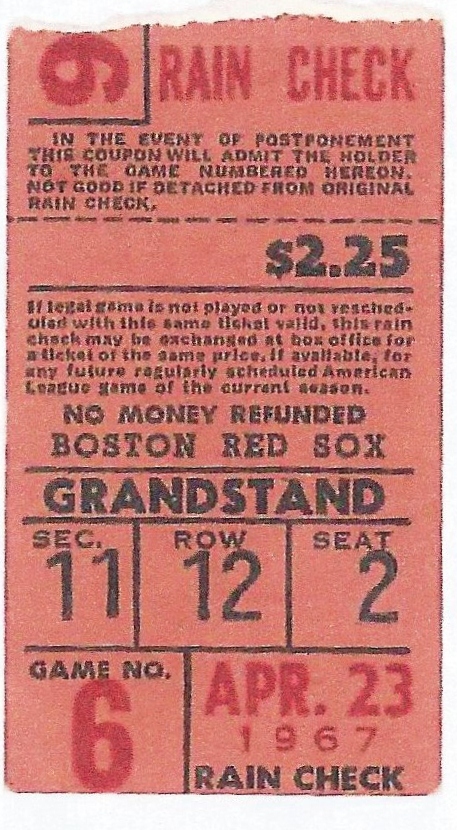 6 RAIN CHECK
IN THE EVENT OF POSTPONEMENT
THIS COUPON WILL ADMIT THE HOLDER
TO THE GAME NUMBERED HEREON.
NOT GOOD IF DETACHED FROM ORIGINAL
RAIN CHECK.
$2.25
If legal game is not played or not resched-
uled with this same ticket valid, this rain
check may be exchanged at box office for
a ticket of the same price, if available, for
any future regularly scheduled American
League game of the current season.
NO MONEY REFUNDED
BOSTON RED SOX
GRANDSTAND
SEC. ROW SEAT
11 12 2
GAME NO.
6
APR. 23
1967
RAIN CHECK